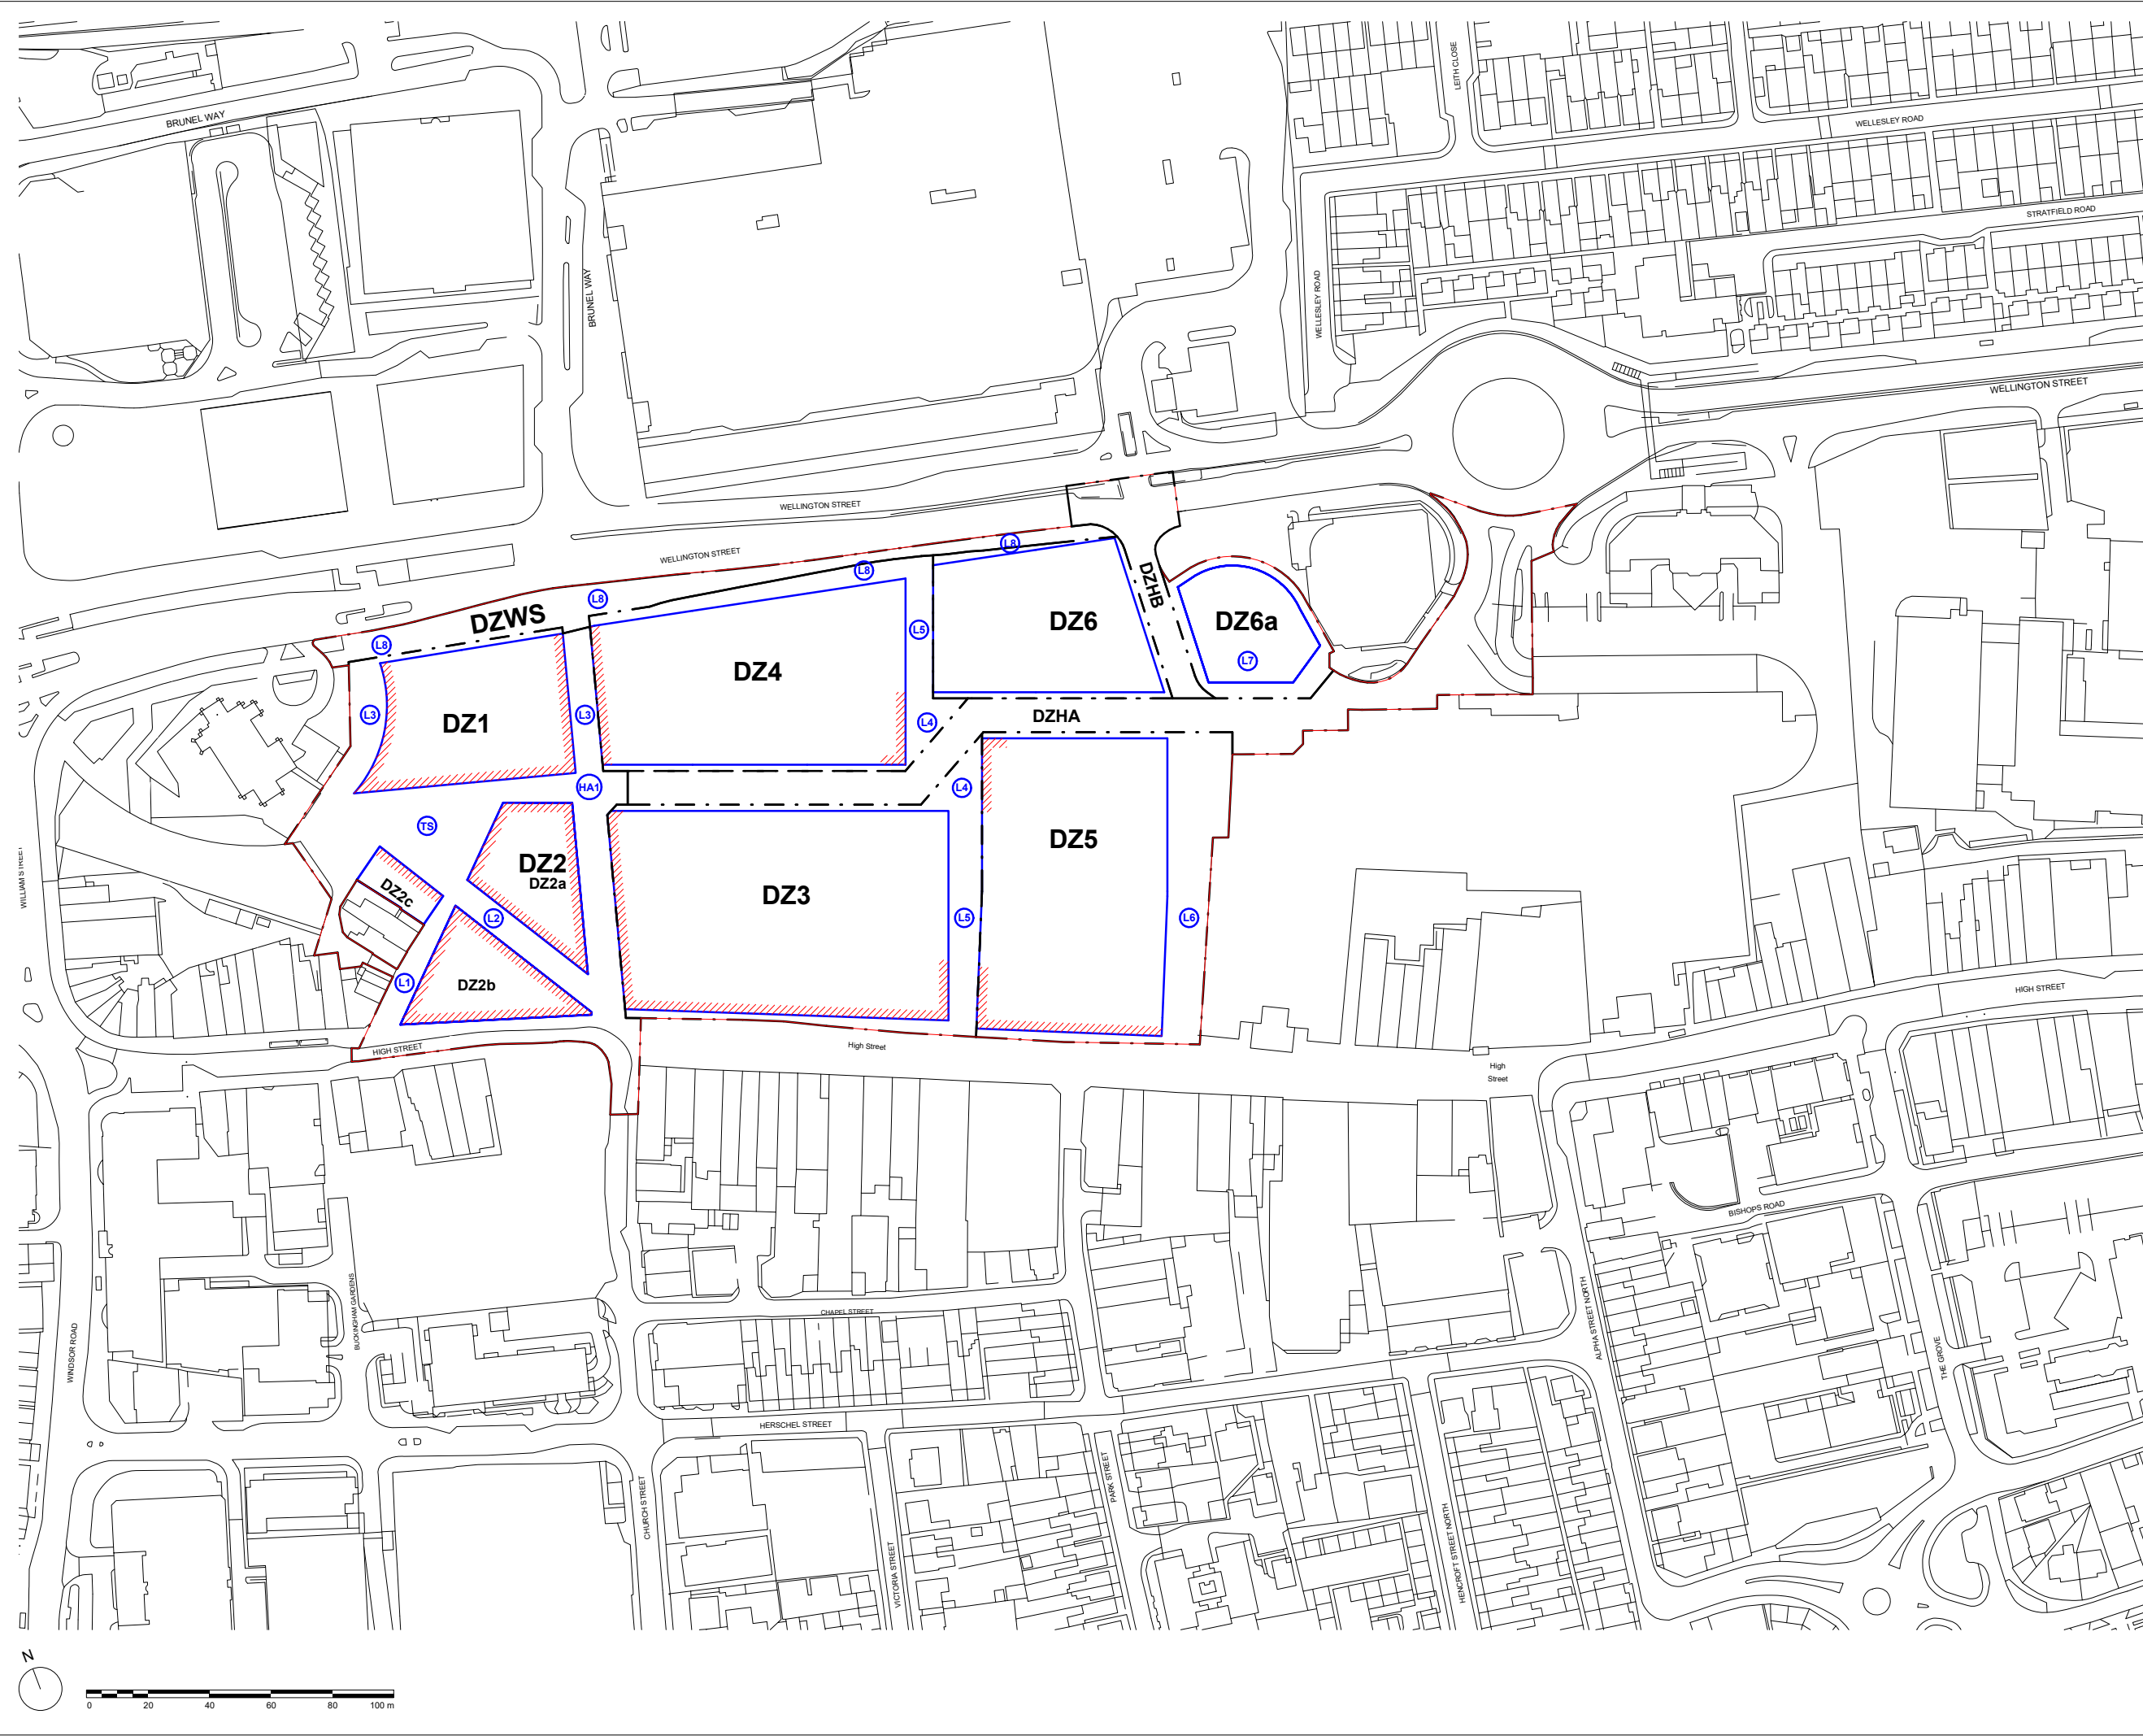 LEITH CLOSE
BRUNEL WAY
WELLESLEY ROAD
STRATFIELD ROAD
BRUNEL WAY
WELLESLEY ROAD
WELLINGTON STREET
WELLINGTON STREET
WELLINGTON STREET
L8
L8
L8
L8
DZWS
DZHB
L5
DZ6
DZ6a
L7
DZ4
L3
DZ1
L3
L4
DZHA
HA1
L4
TS
DZ5
DZ2
DZ2a
DZ2c
DZ3
L2
L5
L6
L1
DZ2b
WILLIAM STREET
HIGH STREET
HIGH STREET
High Street
High
Street
BISHOPS ROAD
BUCKINGHAM GARDENS
CHAPEL STREET
WINDSOR ROAD
ALPHA STREET NORTH
THE GROVE
HERSCHEL STREET
CHURCH STREET
PARK STREET
VICTORIA STREET
HENCROFT STREET NORTH
N
0 20 40 60 80 100 m